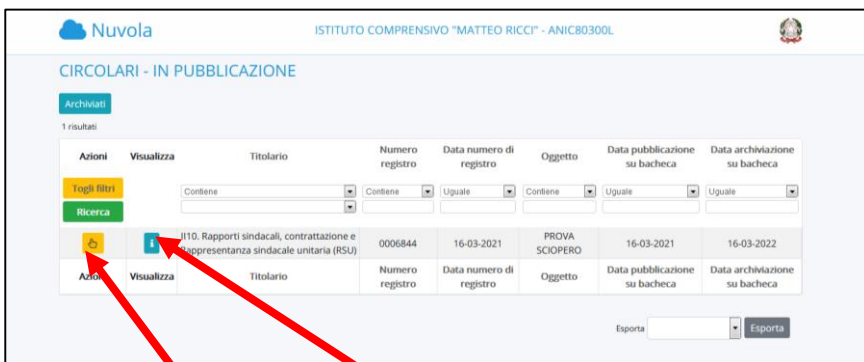 Nuvola
ISTITUTO COMPRENSIVO "MATTEO RICCI" - ANIC80300L
CIRCOLARI - IN PUBBLICAZIONE
Archiviati
1 risultati
Azioni Visualizza Titolario Numero registro Data numero di registro Oggetto Data pubblicazione su bacheca Data archiviazione su bacheca
Togli filtri Contiene Contiene Uguale Contiene Uguale Uguale
Ricerca
II10. Rapporti sindacali, contrattazione e Rappresentanza sindacale unitaria (RSU) 0006844 16-03-2021 PROVA SCIOPERO 16-03-2021 16-03-2022
Azioni Visualizza Titolario Numero registro Data numero di registro Oggetto Data pubblicazione su bacheca Data archiviazione su bacheca
Esporta Esporta